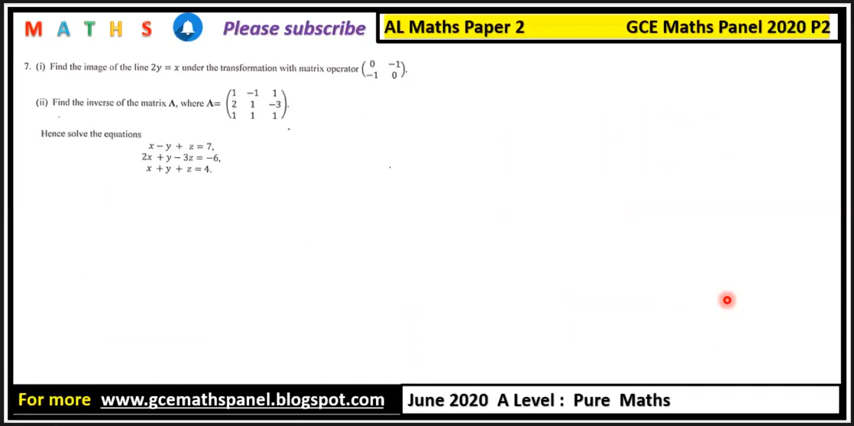 MATHS Please subscribe AL Maths Paper 2 GCE Maths Panel 2020 P2
7. (i) Find the image of the line 2y = x under the transformation with matrix operator (0 −1
−1 0).
(ii) Find the inverse of the matrix A, where A= (1 −1 1
2 1 −3
1 1 1).
Hence solve the equations
x − y + z = 7,
2x + y − 3z = −6,
x + y + z = 4.
For more www.gcemathspanel.blogspot.com June 2020 A Level : Pure Maths